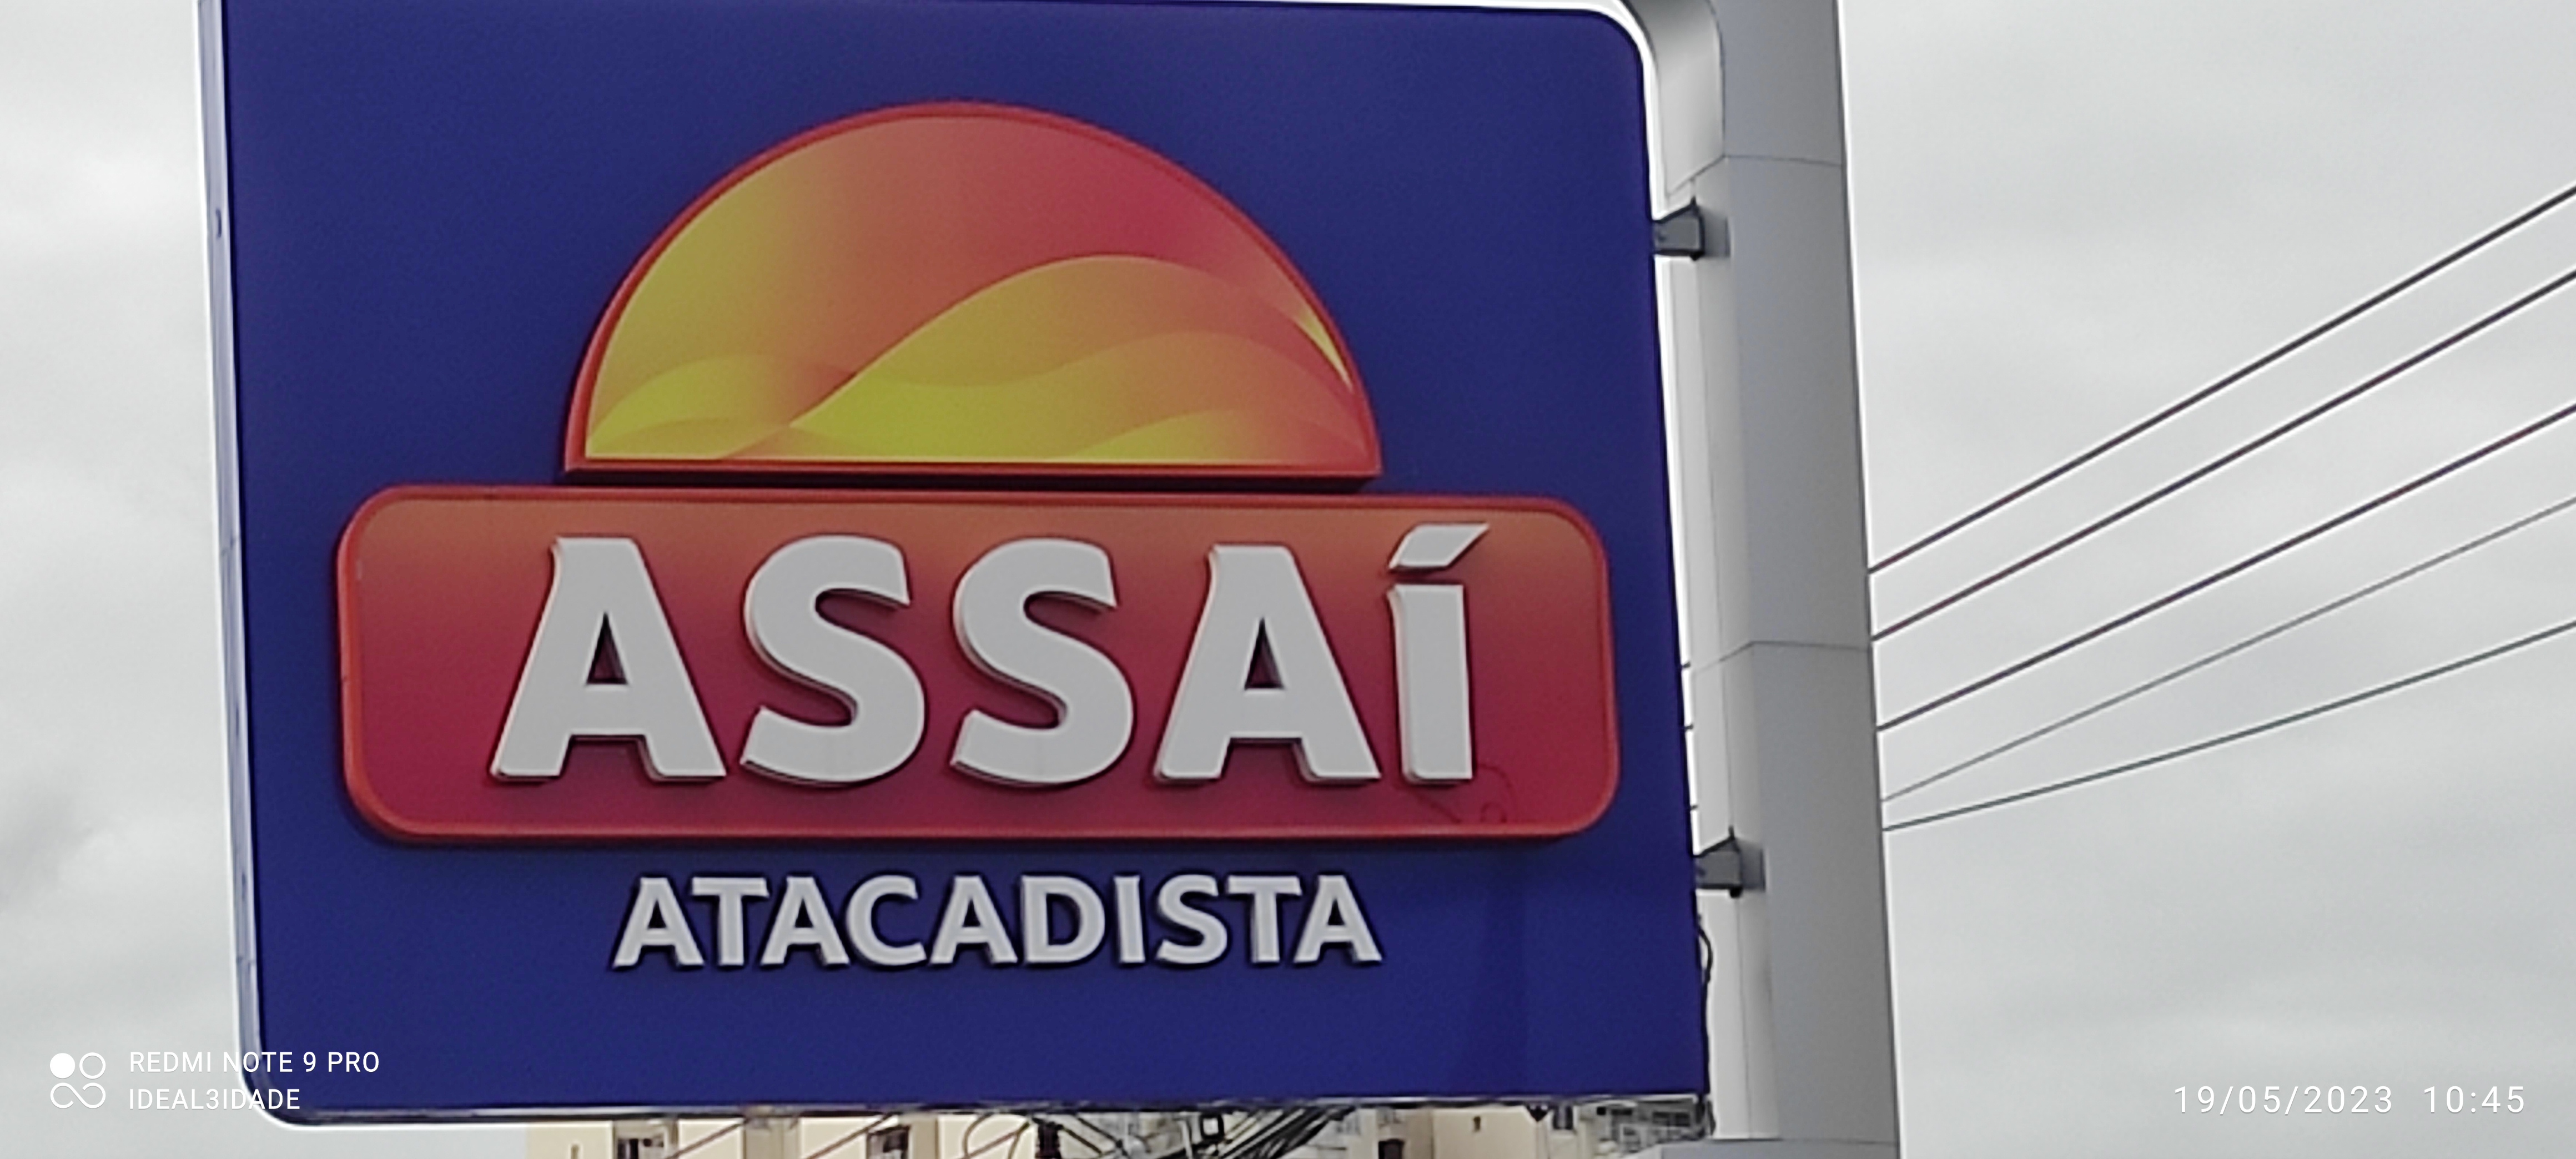 ASSAÍ
ATACADISTA
REDMI NOTE 9 PRO
IDEAL3IDADE
19/05/2023 10:45